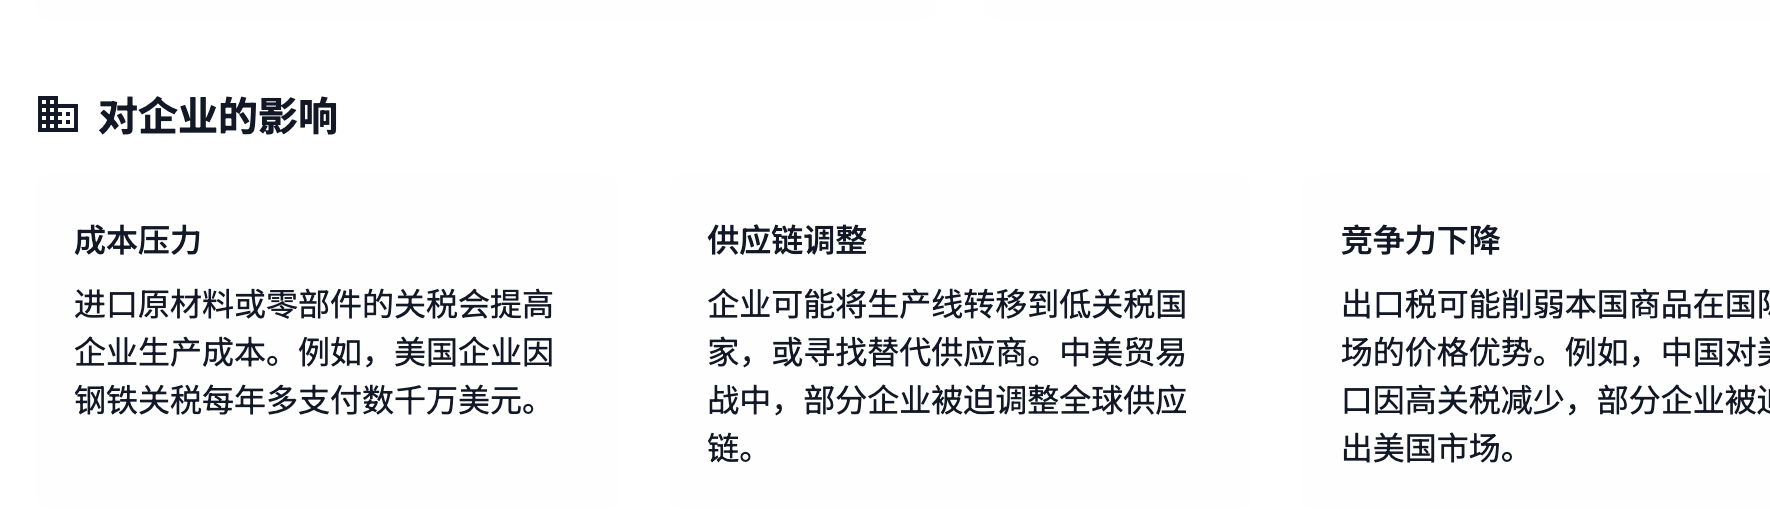 对企业的影响
成本压力
进口原材料或零部件的关税会提高
企业生产成本。例如，美国企业因
钢铁关税每年多支付数千万美元。
供应链调整
企业可能将生产线转移到低关税国
家，或寻找替代供应商。中美贸易
战中，部分企业被迫调整全球供应
链。
竞争力下降
出口税可能削弱本国商品在国
场的价格优势。例如，中国对
口因高关税减少，部分企业被
出美国市场。